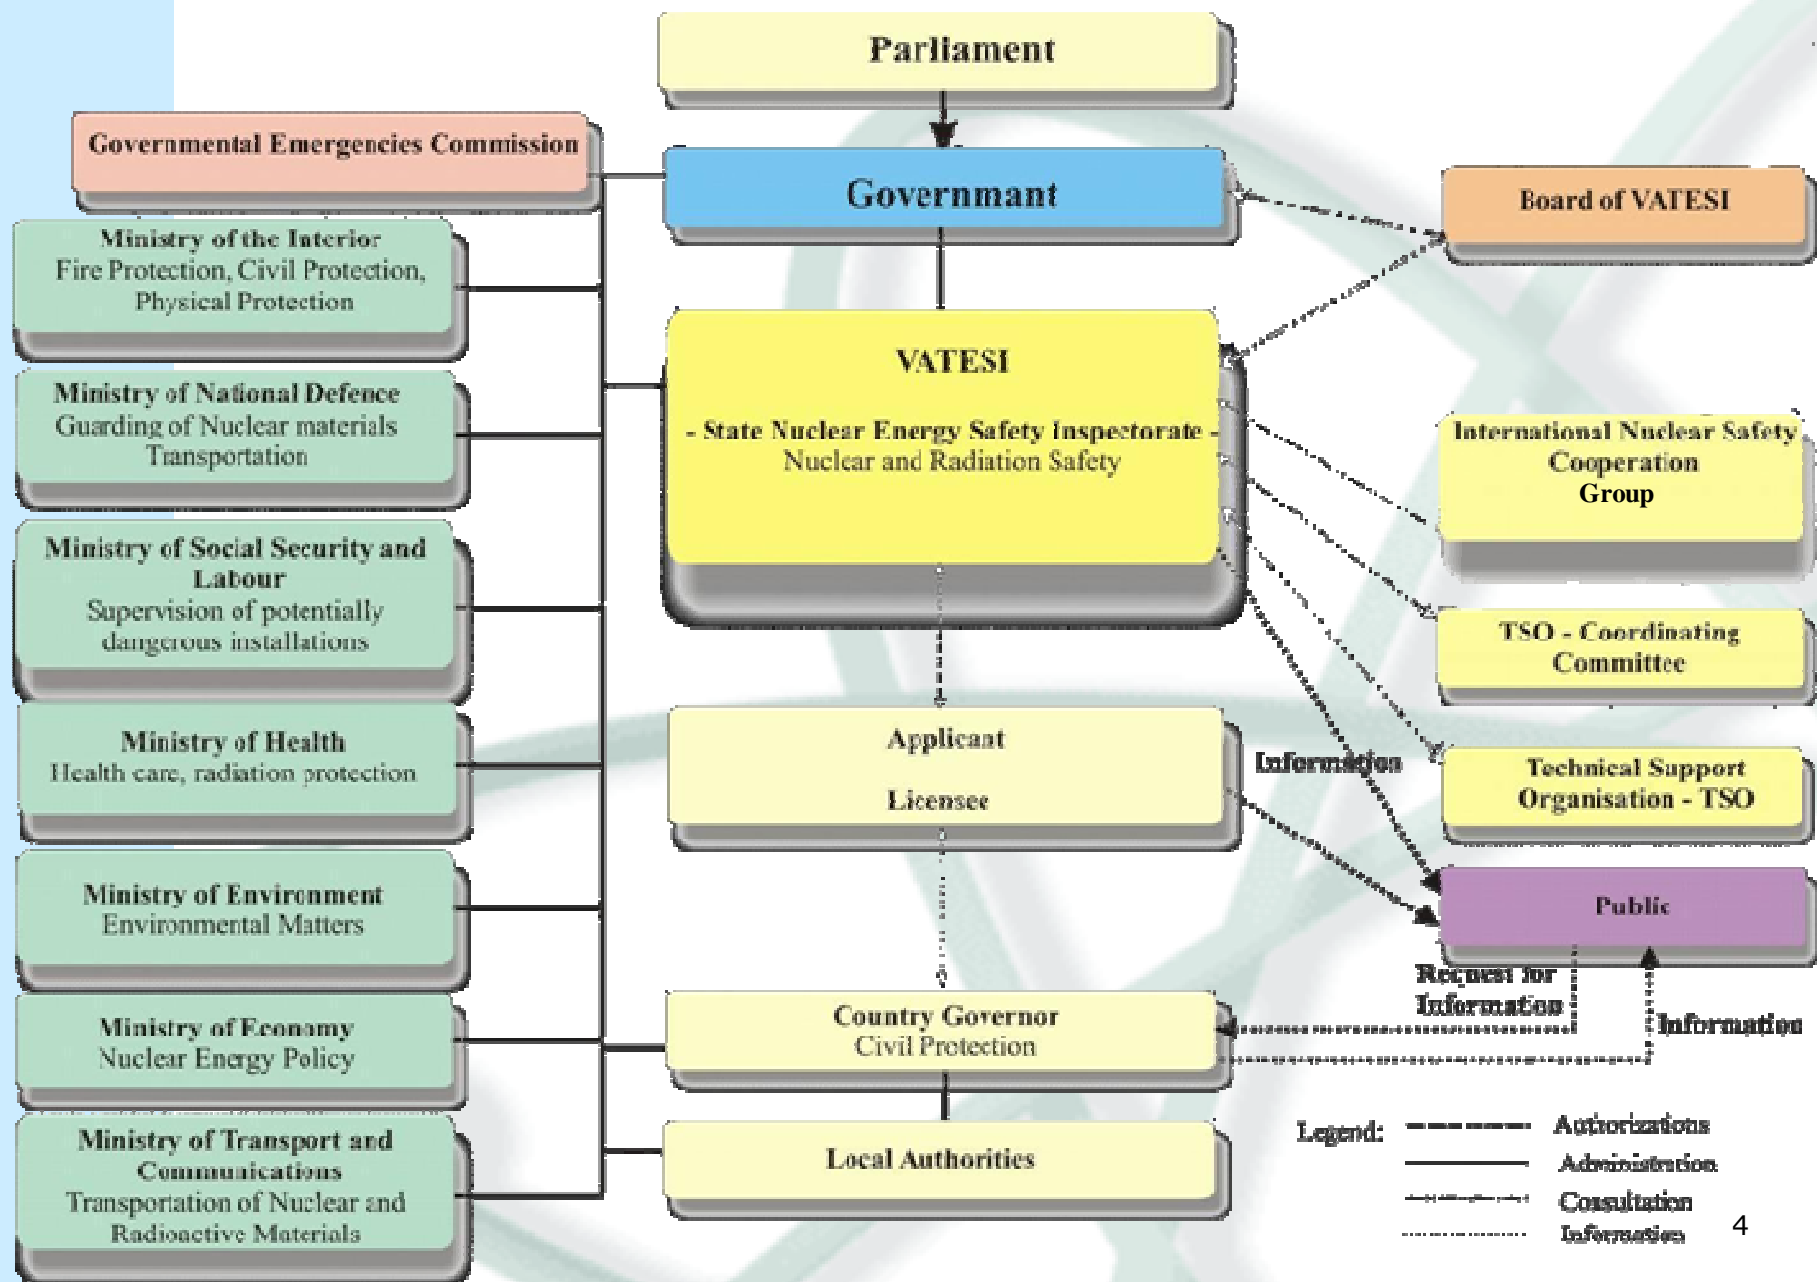 Parliament
Governmental Emergencies Commission
Governmant
Board of VATESI
Ministry of the Interior
Fire Protection, Civil Protection,
Physical Protection
Ministry of National Defence
Guarding of Nuclear materials
Transportation
Ministry of Social Security and
Labour
Supervision of potentially
dangerous installations
Ministry of Health
Health care, radiation protection
Ministry of Environment
Environmental Matters
Ministry of Economy
Nuclear Energy Policy
Ministry of Transport and
Communications
Transportation of Nuclear and
Radioactive Materials
VATESI
- State Nuclear Energy Safety Inspectorate -
Nuclear and Radiation Safety
Applicant
Licensee
Country Governor
Civil Protection
Local Authorities
International Nuclear Safety
Cooperation
Group
TSO - Coordinating
Committee
Technical Support
Organisation - TSO
Information
Public
Request for
Information
Information
Legend:
Authorizations
Administration
Consultation
Information
4